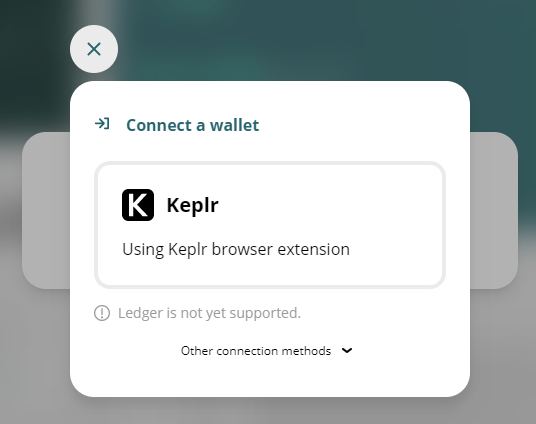 Connect a wallet
Keplr
Using Keplr browser extension
Ledger is not yet supported.
Other connection methods